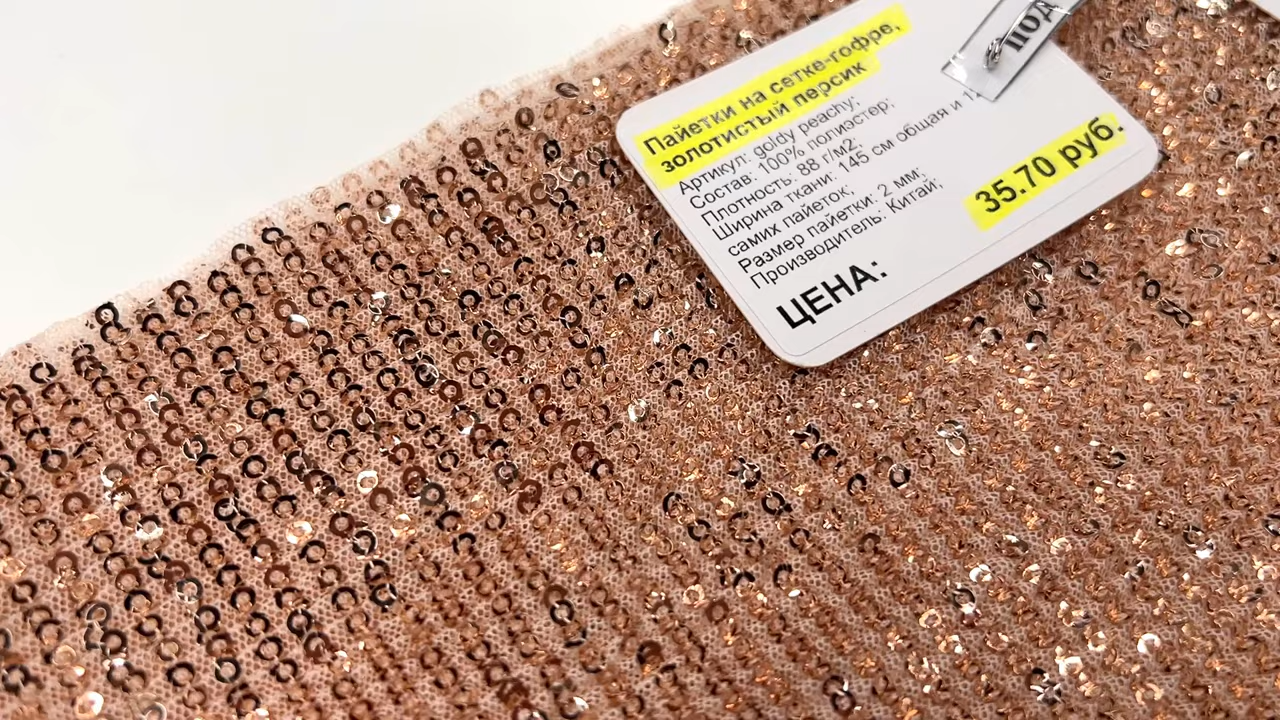 Пайетки на сетке-гофре,
золотистый персик
Артикул: goldy peachy;
Состав: 100% полиэстер;
Плотность: 88 г/м2;
Ширина ткани: 145 см общая и
самих пайеток;
Размер пайетки: 2 мм;
Производитель: Китай;
ЦЕНА:
35.70 руб.